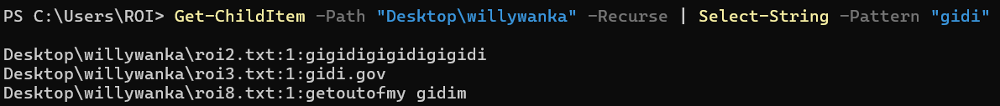 PS C:\Users\ROI> Get-ChildItem -Path "Desktop\willywanka" -Recurse | Select-String -Pattern "gidi"
Desktop\willywanka\roi2.txt:1:gigidigigidigigidi
Desktop\willywanka\roi3.txt:1:gidi.gov
Desktop\willywanka\roi8.txt:1:getoutofmy gidim